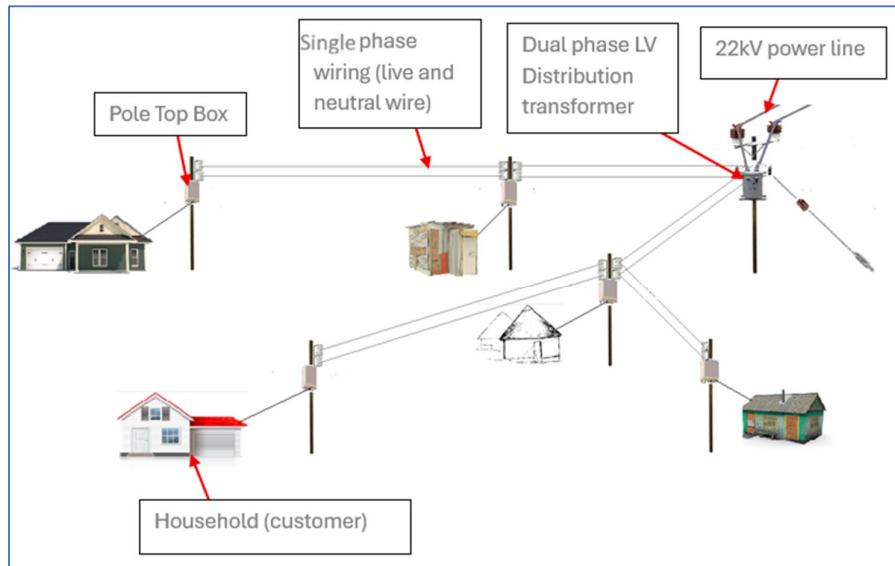 Single phase
wiring (live and
neutral wire)
Dual phase LV
Distribution
transformer
22kV power line
Pole Top Box
Household (customer)